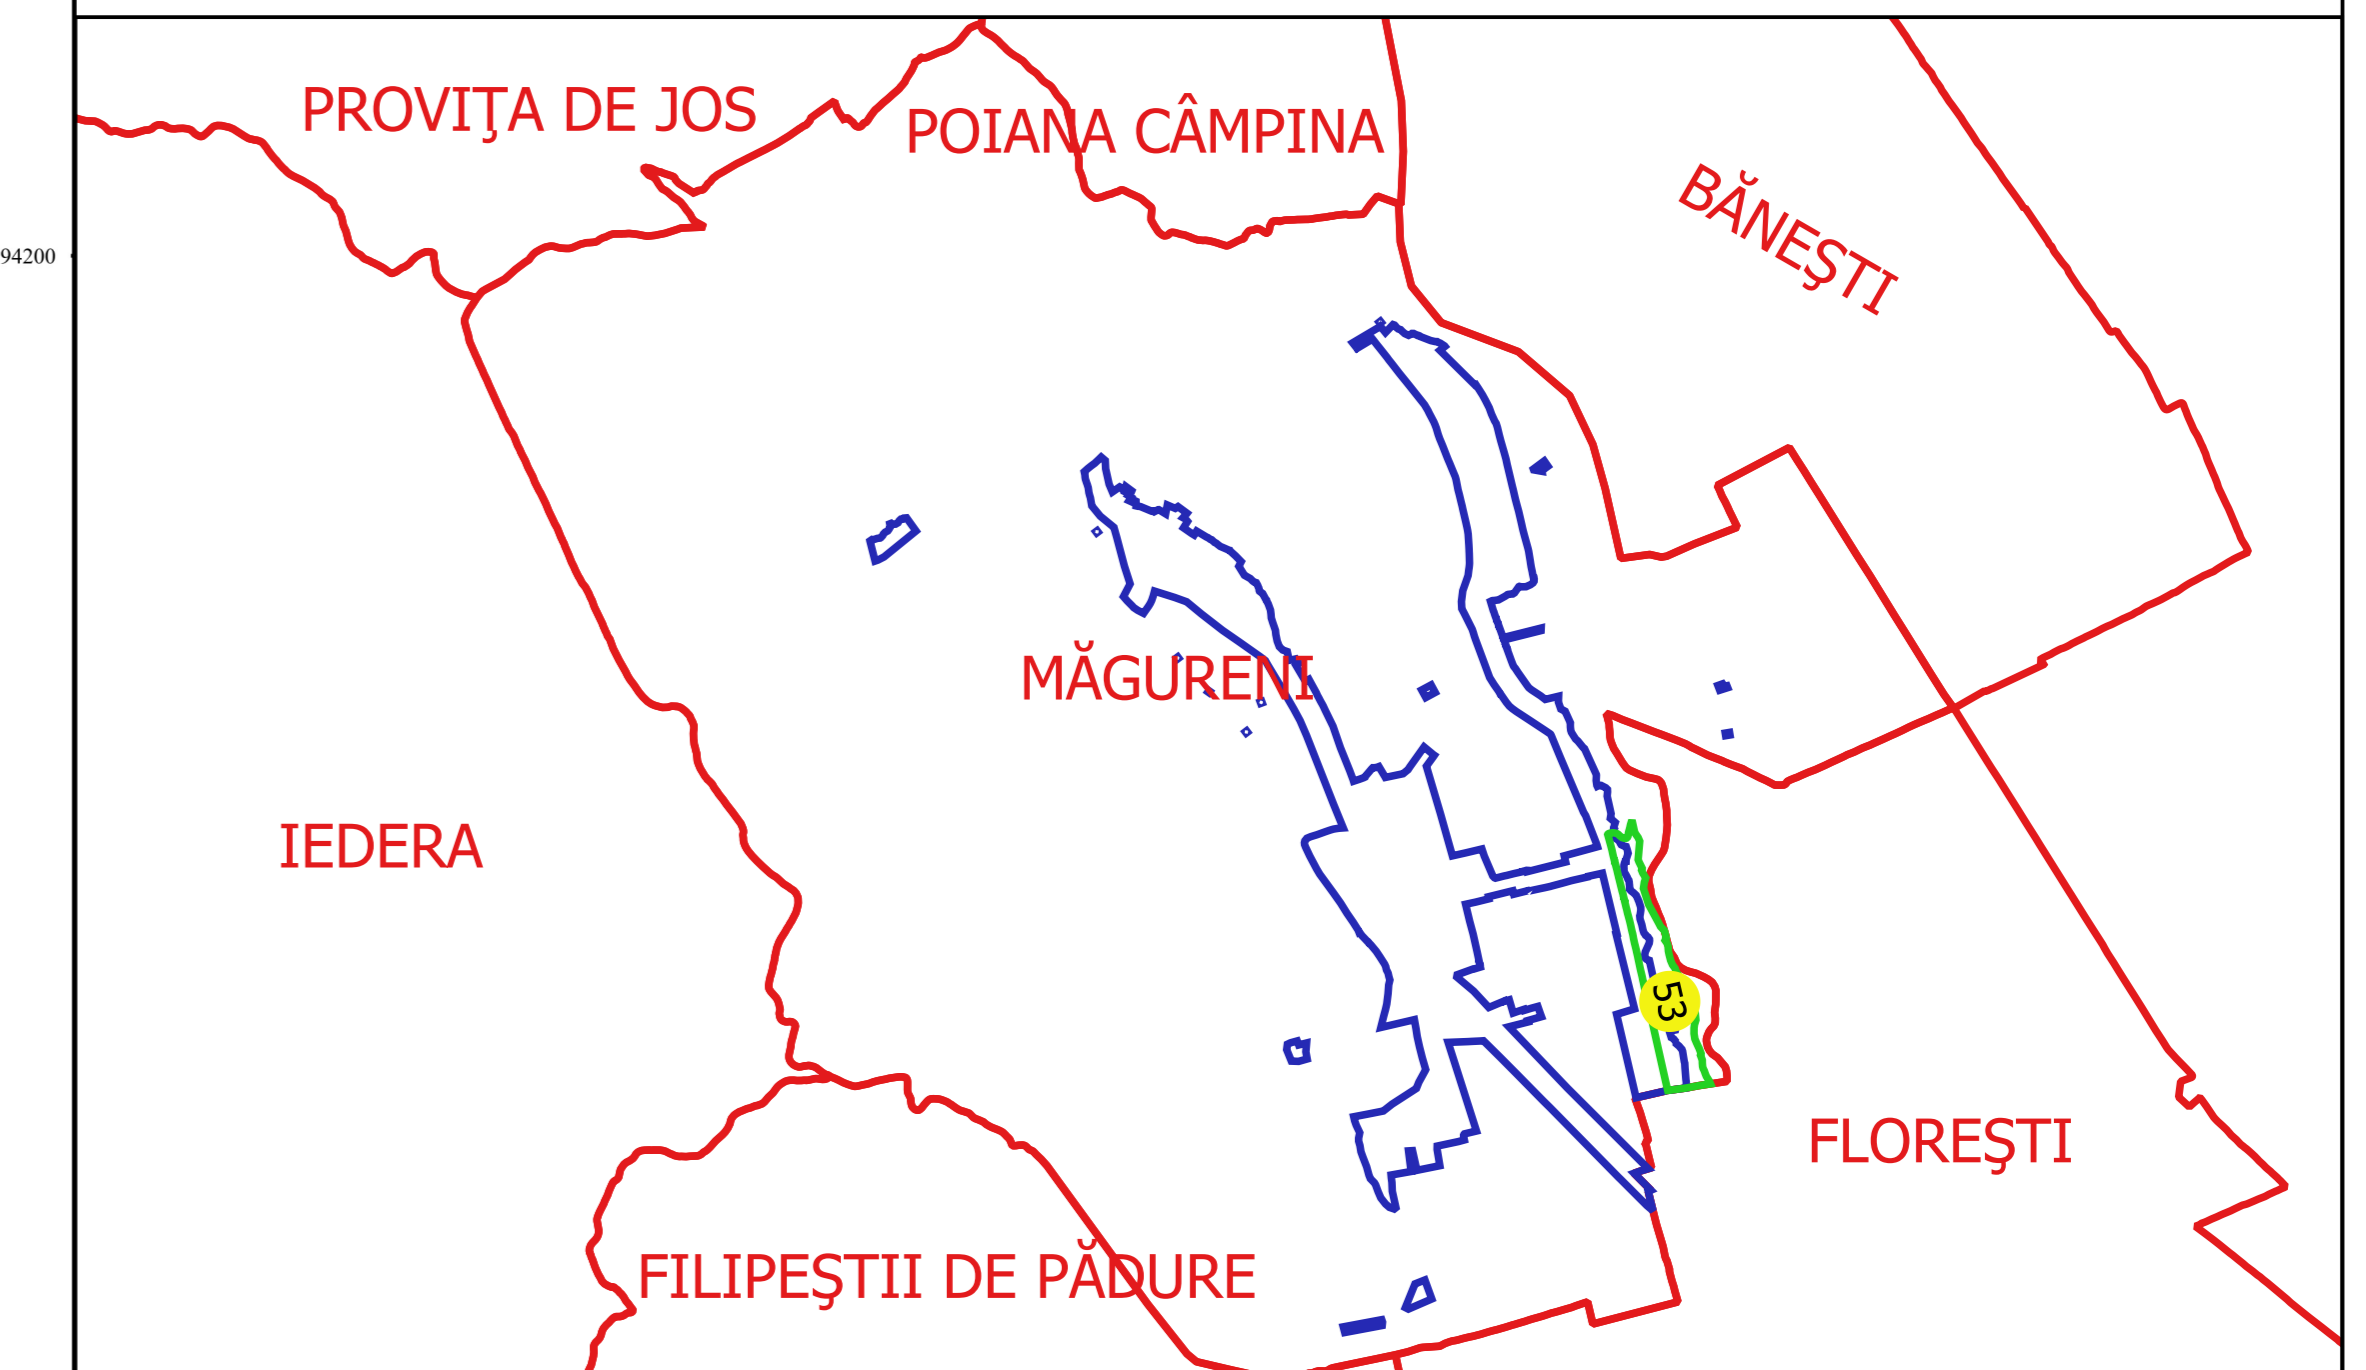 PROVIŢA DE JOS
POIANA CÂMPINA
BĂNEŞTI
94200
MĂGURENI
IEDERA
53
FLOREŞTI
FILIPEŞTII DE PĂDURE